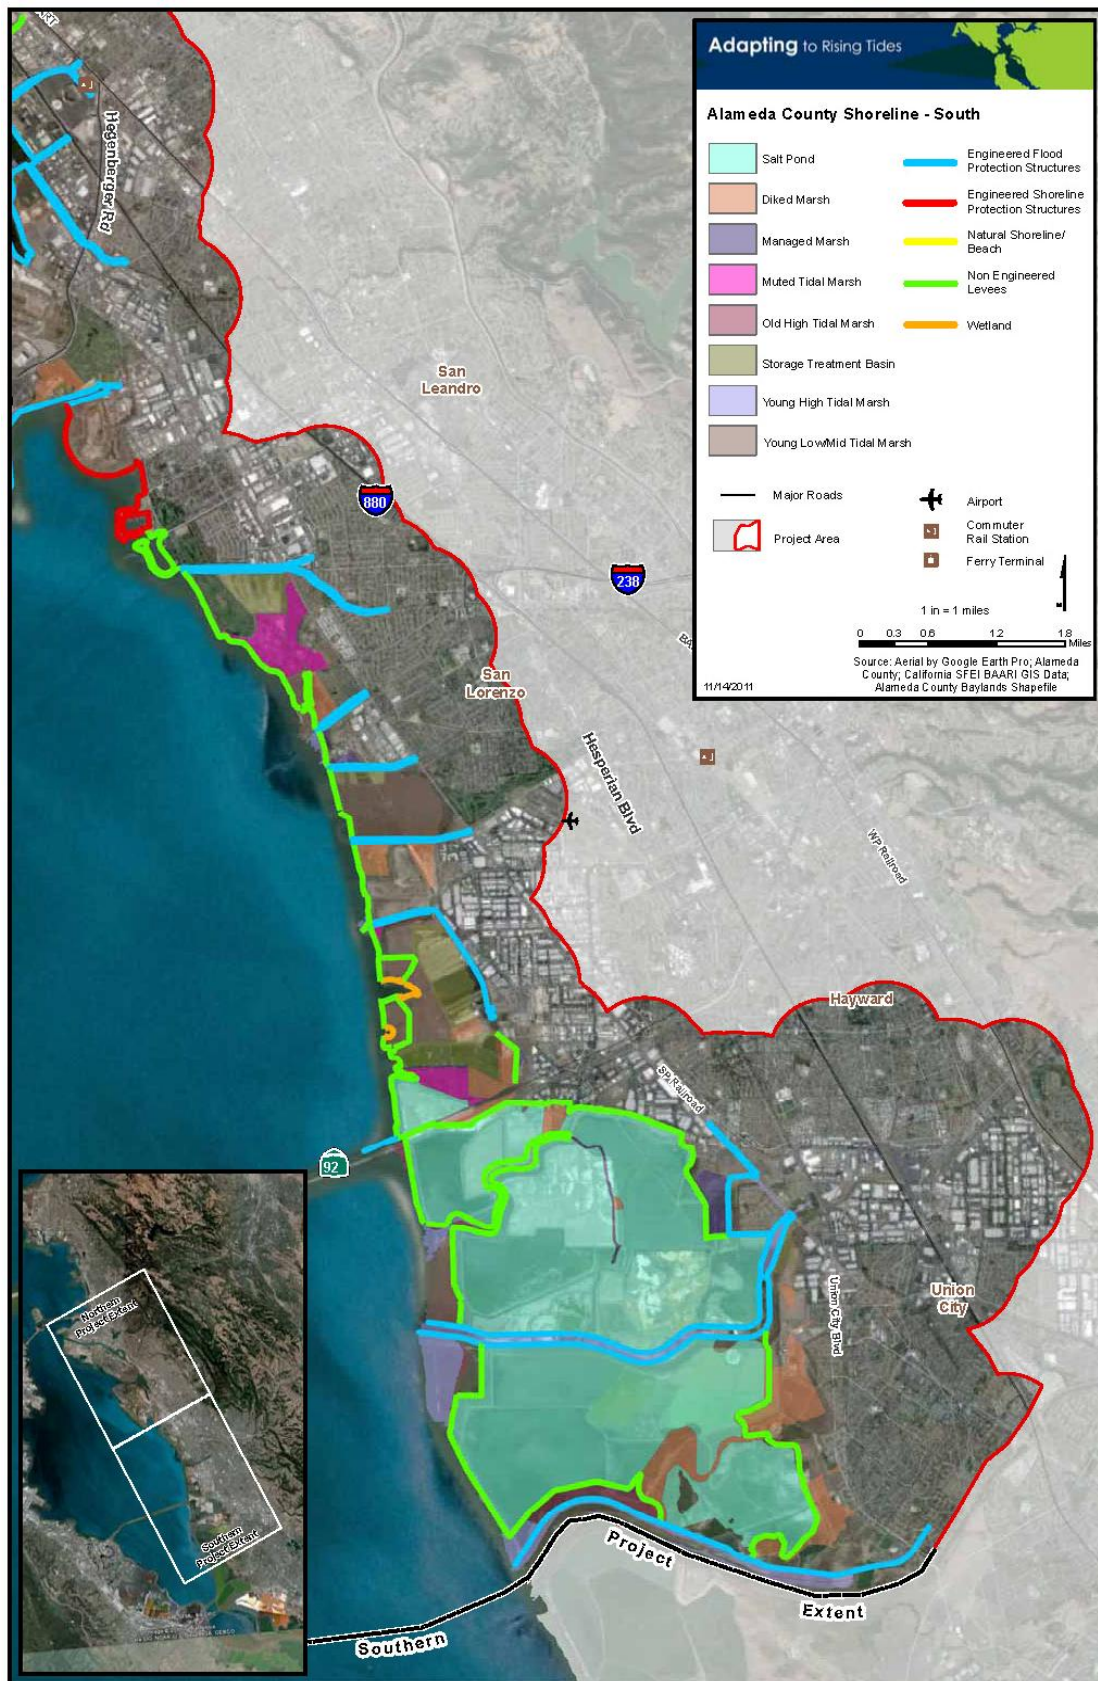 Adapting to Rising Tides
Alameda County Shoreline - South
Salt Pond
Diked Marsh
Managed Marsh
Muted Tidal Marsh
Old High Tidal Marsh
Storage Treatment Basin
Young High Tidal Marsh
Young Low/Mid Tidal Marsh
Engineered Flood
Protection Structures
Engineered Shoreline
Protection Structures
Natural Shoreline/
Beach
Non Engineered
Levees
Wetland
Major Roads
Project Area
Airport
Commuter
Rail Station
Ferry Terminal
1 in = 1 miles
0 0.3 0.6 1.2 1.8
Miles
Source: Aerial by Google Earth Pro; Alameda
County; California SFEI BAARI GIS Data;
Alameda County Baylands Shapefile
11/14/2011
Hegenberger Rd
San
Leandro
880
238
San
Lorenzo
Hesperian Blvd
WP Railroad
Hayward
SP Railroad
92
Union City Blvd
Union
City
Northern
Project Extent
Southern
Project Extent
Southern
Project
Extent